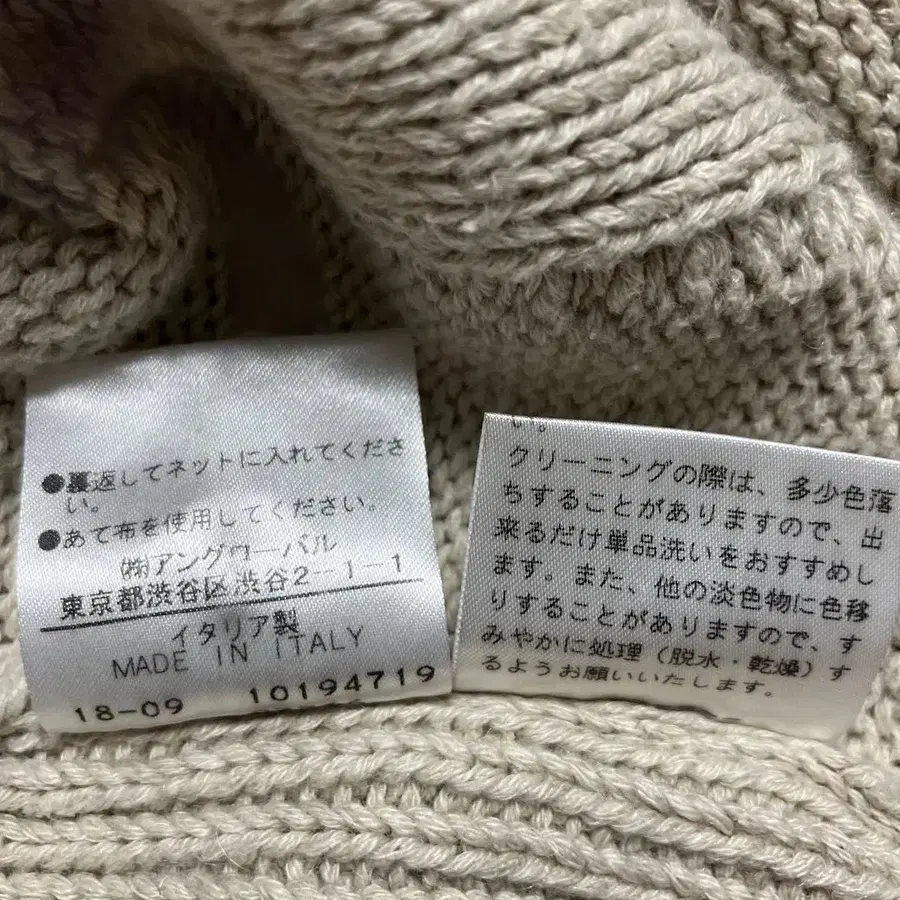 ●裏返してネットに入れてくださ
い。
●あて布を使用してください。
㈱アングローバル
東京都渋谷区渋谷2-1-1
イタリア製
MADE IN ITALY
18-09 10194719
い。
クリーニングの際は、多少色落
ちすることがありますので、出
来るだけ単品洗いをおすすめし
ます。また、他の淡色物に色移
りすることがありますので、す
みやかに処理（脱水・乾燥）す
るようお願いいたします。